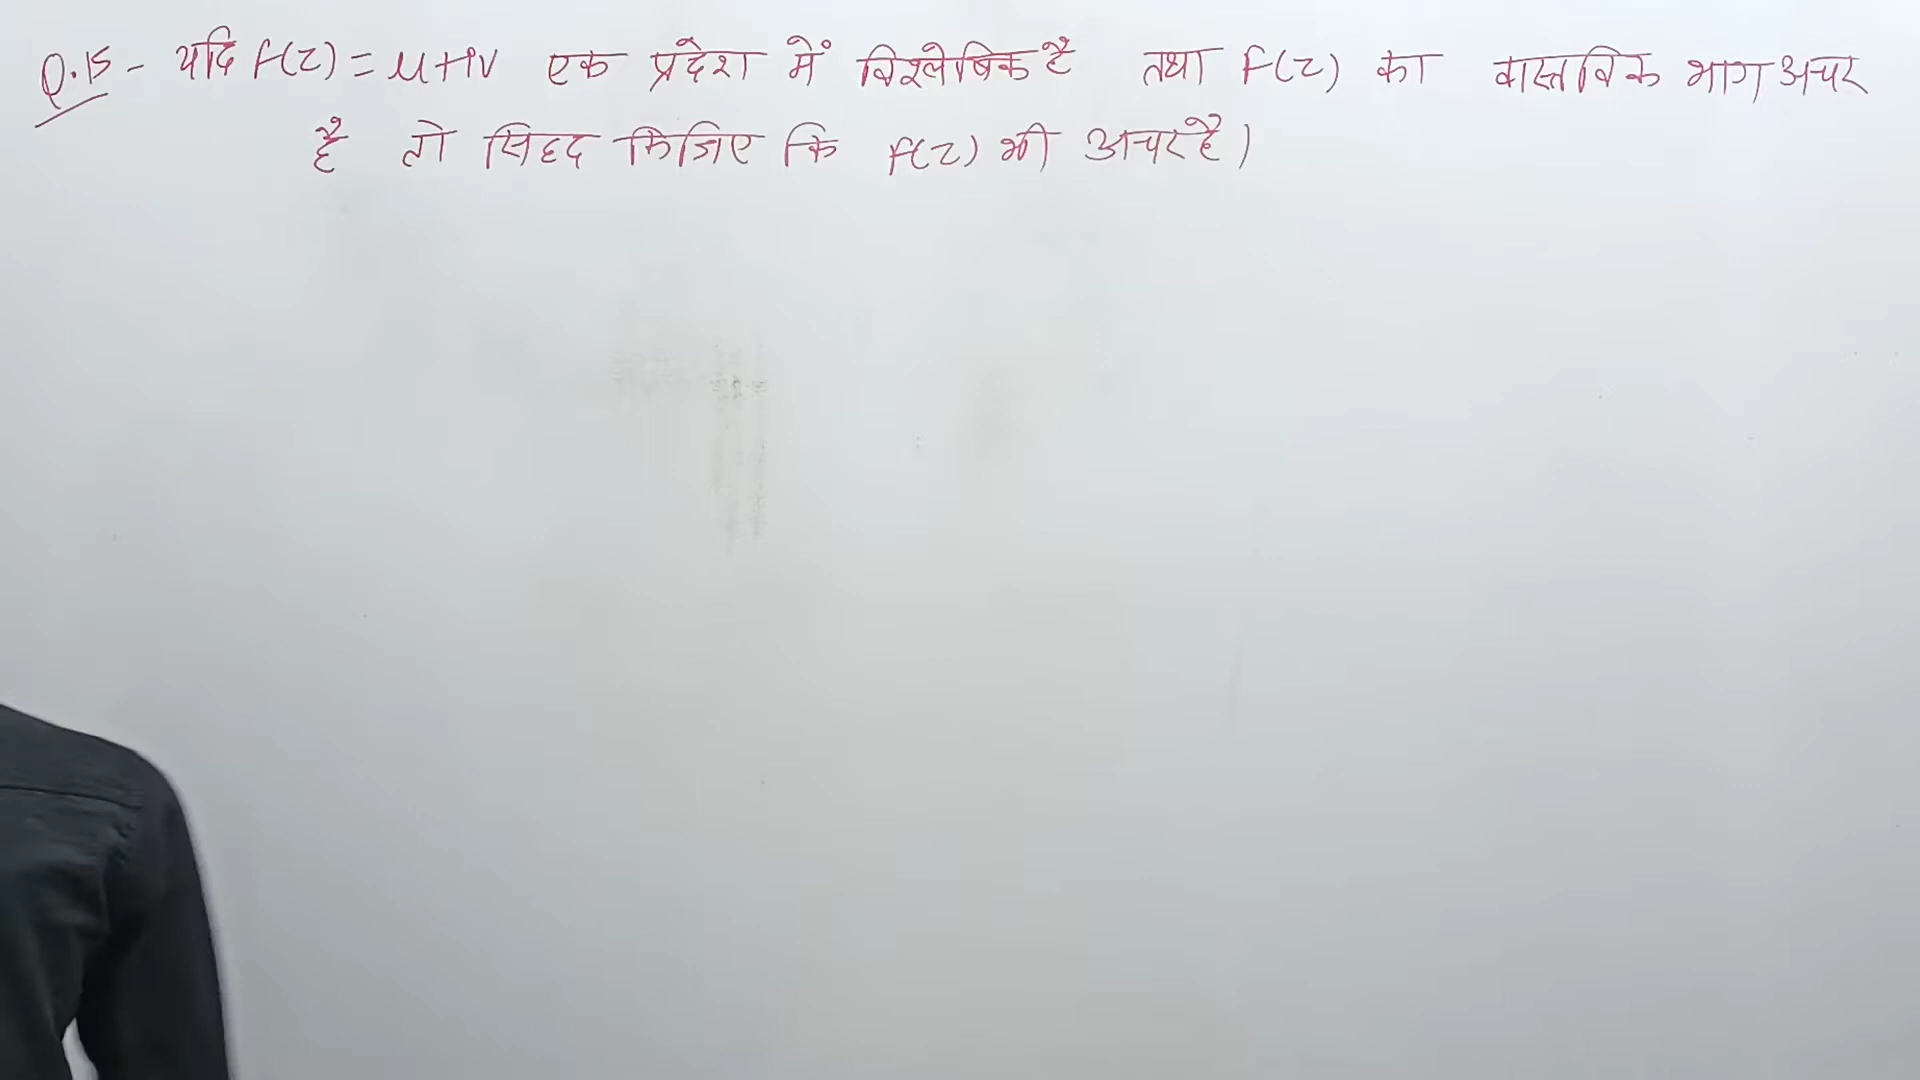 Q.15 - यदि f(z) = u+iv एक प्रदेश में विश्लेषिक है तथा f(z) का वास्तविक भाग अचर
है तो सिद्द किजिए कि f(z) भी अचर है।